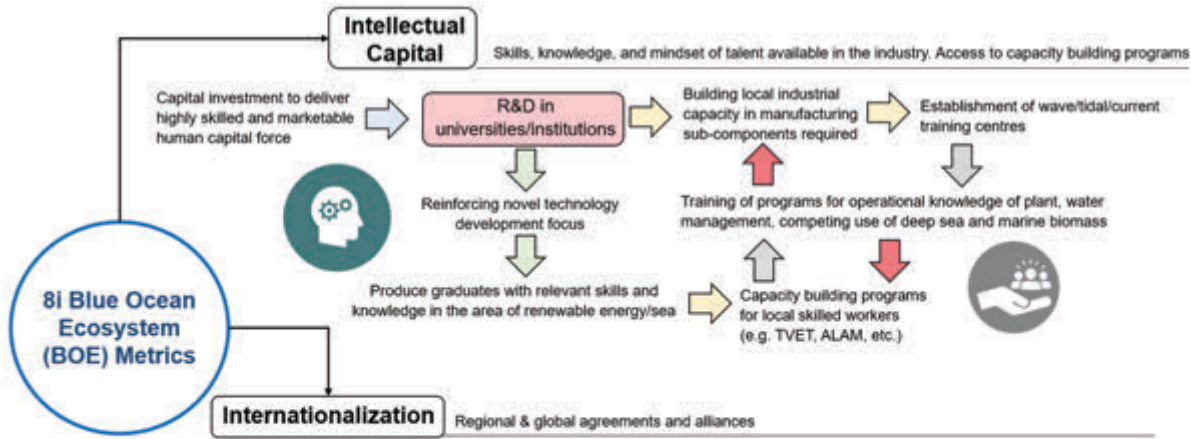 Intellectual
Capital
Skills, knowledge, and mindset of talent available in the industry. Access to capacity building programs
Capital investment to deliver
highly skilled and marketable
human capital force
R&D in
universities/institutions
Building local industrial
capacity in manufacturing
sub-components required
Establishment of wave/tidal/current
training centres
Reinforcing novel technology
development focus
Training of programs for operational knowledge of plant, water
management, competing use of deep sea and marine biomass
8i Blue Ocean
Ecosystem
(BOE) Metrics
Produce graduates with relevant skills and
knowledge in the area of renewable energy/sea
Capacity building programs
for local skilled workers
(e.g. TVET, ALAM, etc.)
Internationalization
Regional & global agreements and alliances